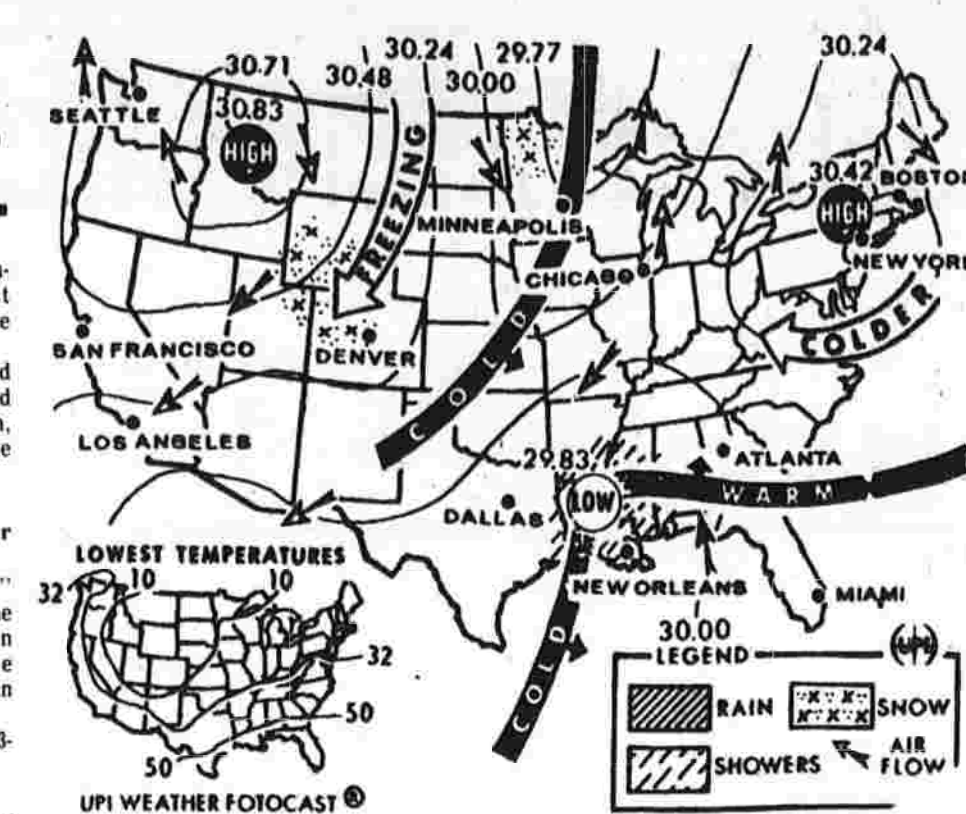 30.24 29.77 30.24
30.71 30.48 30.00
SEATTLE 30.83
HIGH
FREEZING
30.42 BOSTON
HIGH
MINNEAPOLIS
NEW YORK
CHICAGO
COLDER
SAN FRANCISCO
DENVER
COLD
LOS ANGELES
29.83
ATLANTA
LOW
WARM
DALLAS
LOWEST TEMPERATURES
NEW ORLEANS
MIAMI
32 10 10
30.00
COLD
LEGEND
UPI
32
RAIN SNOW
50
SHOWERS AIR
FLOW
50
UPI WEATHER FOTOCAST ®